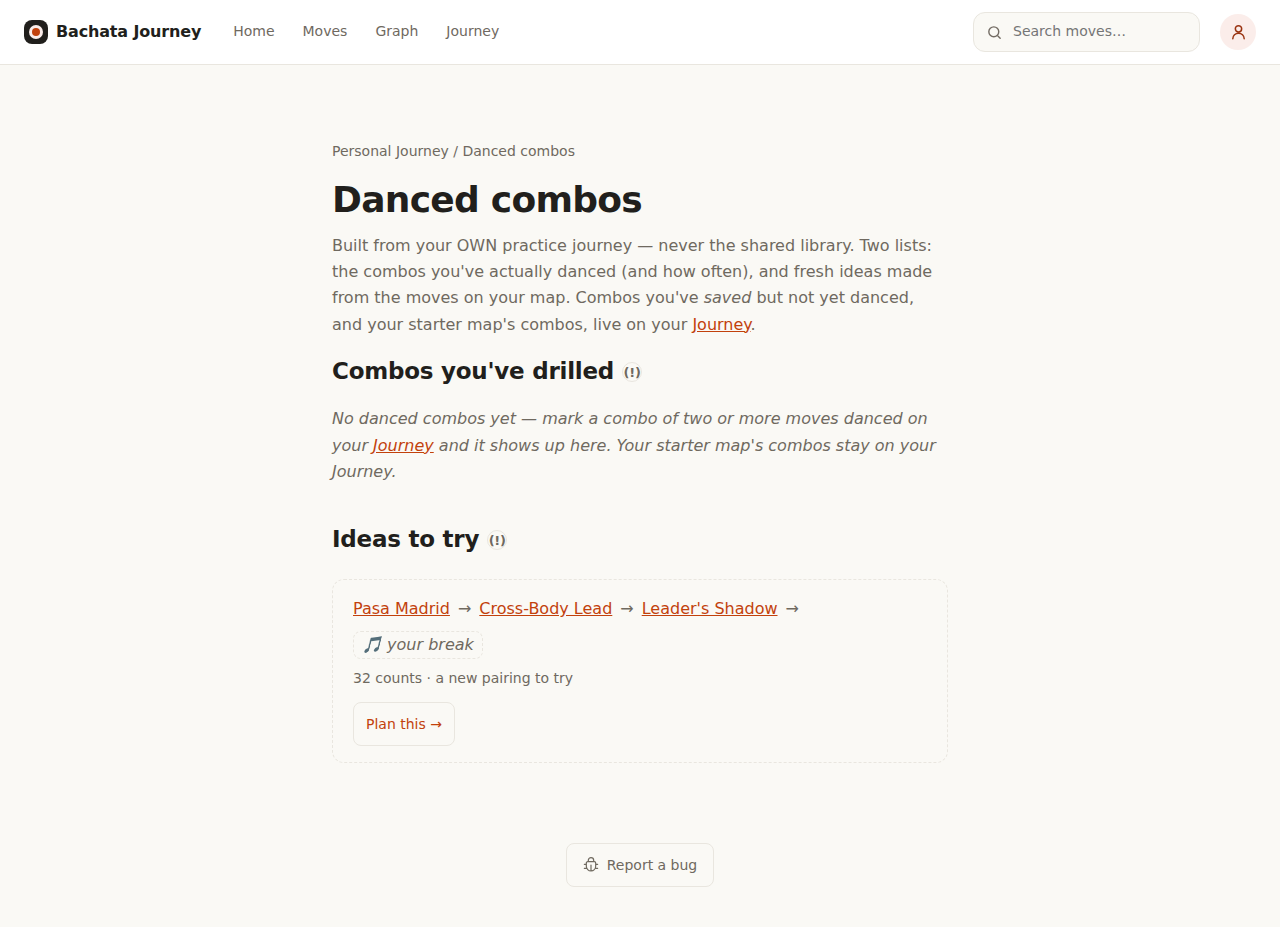 Bachata Journey
Home
Moves
Graph
Journey
Search moves...
Personal Journey / Danced combos
Danced combos
Built from your OWN practice journey — never the shared library. Two lists:
the combos you've actually danced (and how often), and fresh ideas made
from the moves on your map. Combos you've saved but not yet danced,
and your starter map's combos, live on your Journey.
Combos you've drilled (!)
No danced combos yet — mark a combo of two or more moves danced on
your Journey and it shows up here. Your starter map's combos stay on your
Journey.
Ideas to try (!)
Pasa Madrid → Cross-Body Lead → Leader's Shadow →
🎵 your break
32 counts · a new pairing to try
Plan this →
Report a bug